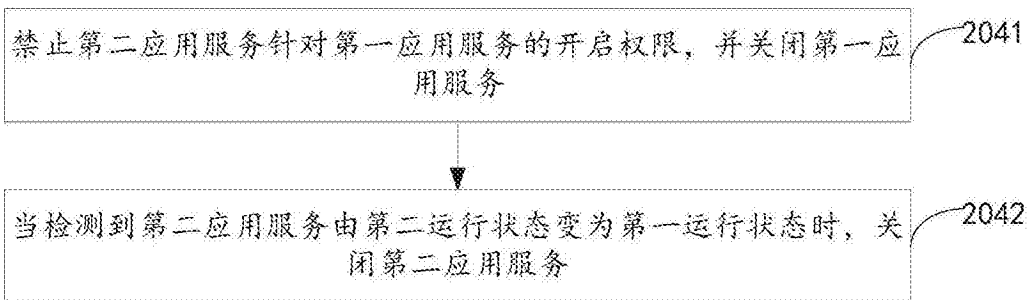 禁止第二应用服务针对第一应用服务的开启权限，并关闭第一应
用服务
2041
当检测到第二应用服务由第二运行状态变为第一运行状态时，关
闭第二应用服务
2042